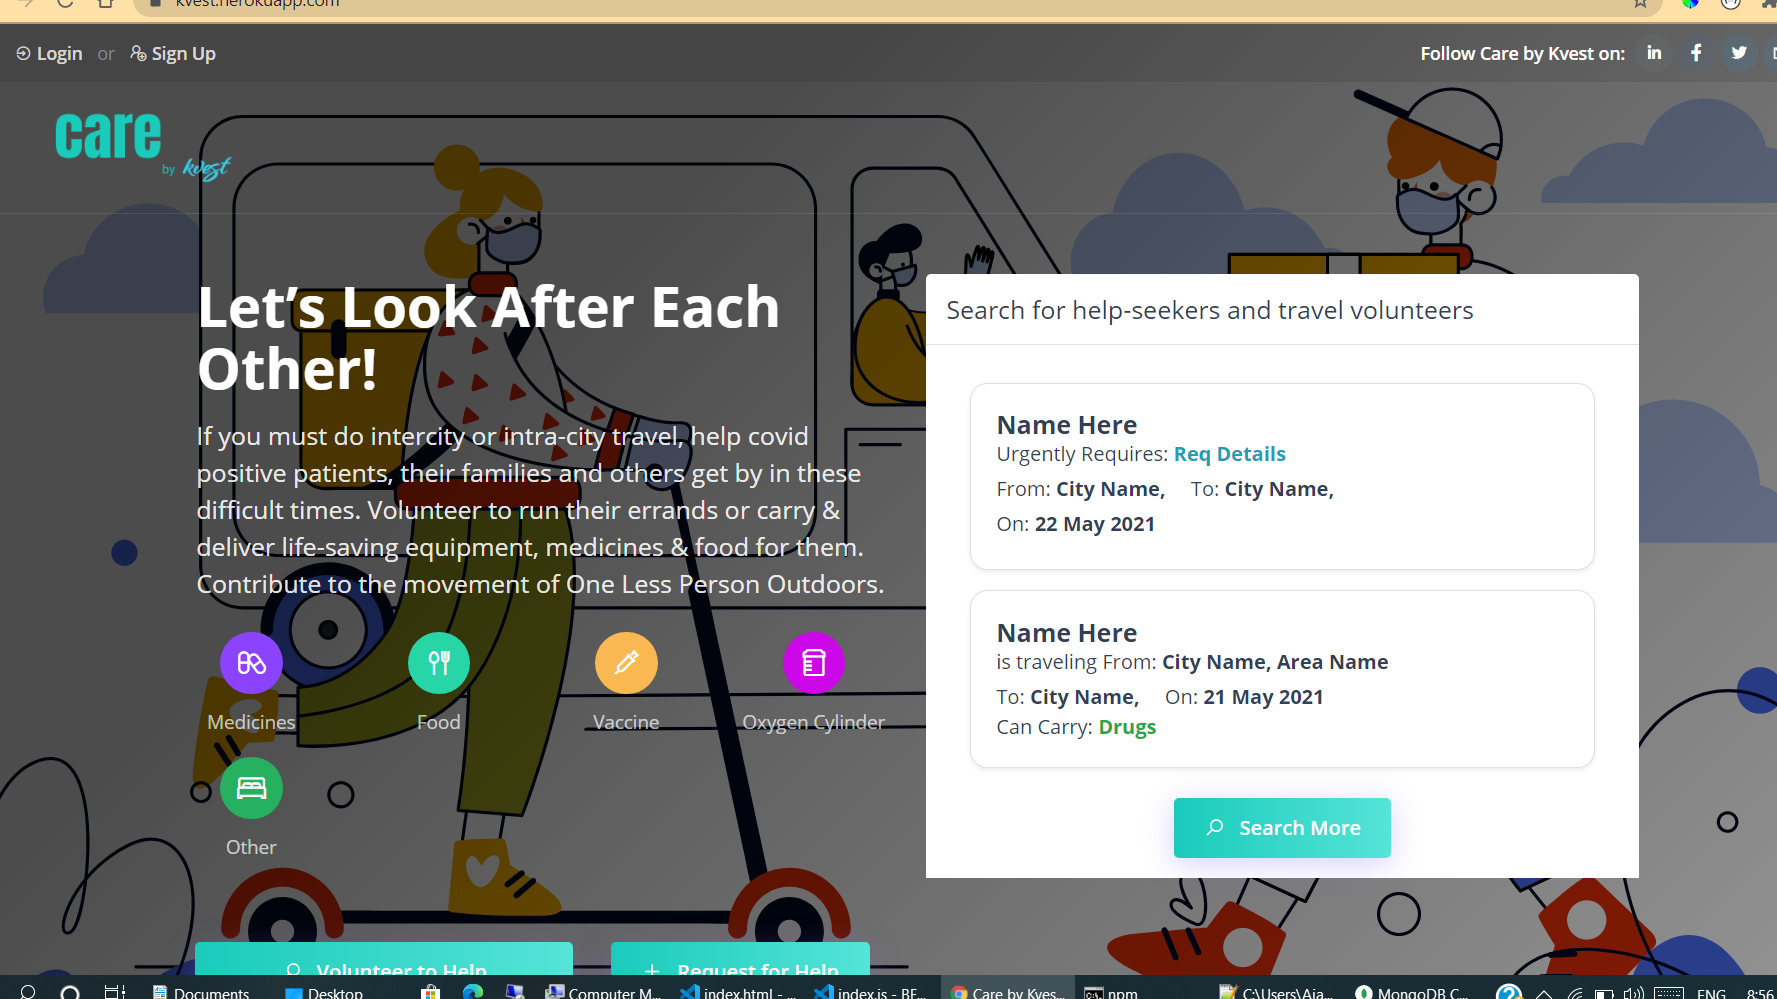 kvest.herokuapp.com
Login or Sign Up
Follow Care by Kvest on:
care
by kvest
Let’s Look After Each
Other!
If you must do intercity or intra-city travel, help covid
positive patients, their families and others get by in these
difficult times. Volunteer to run their errands or carry &
deliver life-saving equipment, medicines & food for them.
Contribute to the movement of One Less Person Outdoors.
Medicines
Food
Vaccine
Oxygen Cylinder
Other
Volunteer to Help
Request for Help
Search for help-seekers and travel volunteers
Name Here
Urgently Requires: Req Details
From: City Name, To: City Name,
On: 22 May 2021
Name Here
is traveling From: City Name, Area Name
To: City Name, On: 21 May 2021
Can Carry: Drugs
Search More
Documents
Desktop
Computer M...
index.html - ...
index.js - BE...
Care by Kves...
npm
C:\Users\Aja...
MongoDB C...
ENG
8:56